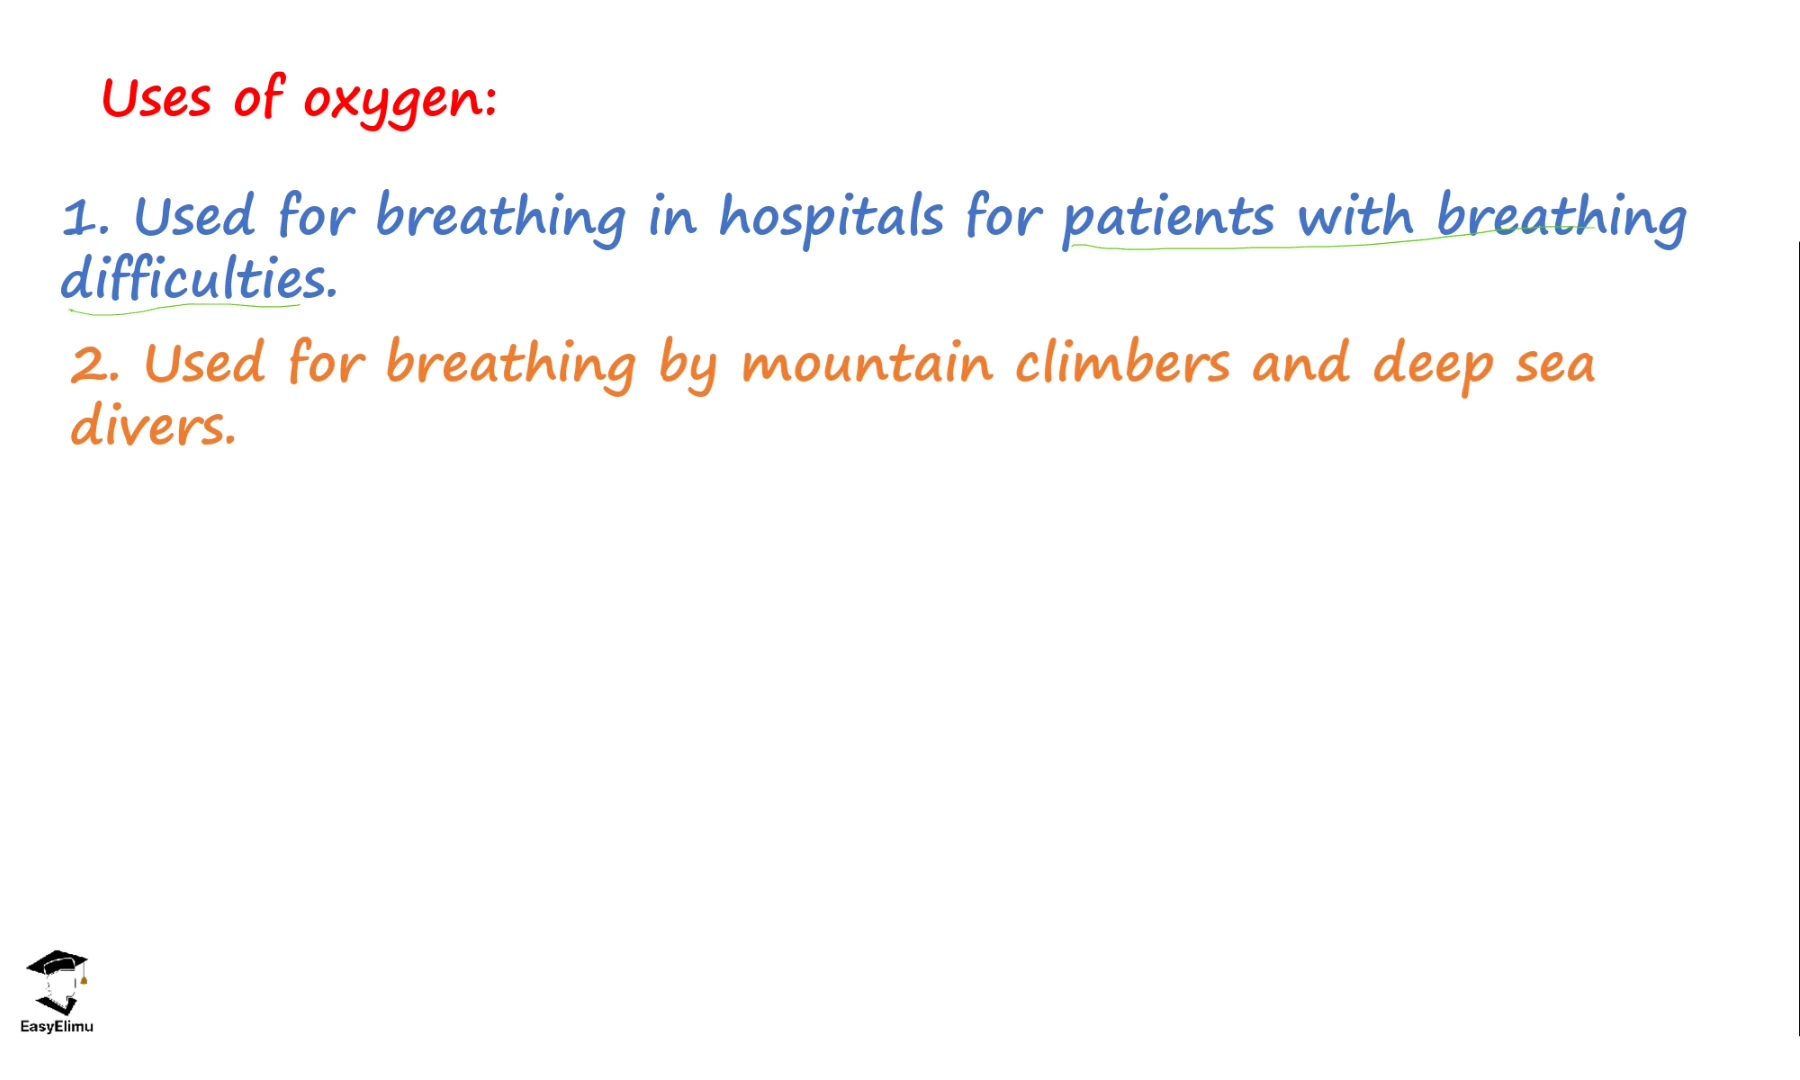 Uses of oxygen:
1. Used for breathing in hospitals for patients with breathing
difficulties.
2. Used for breathing by mountain climbers and deep sea
divers.
EasyElimu